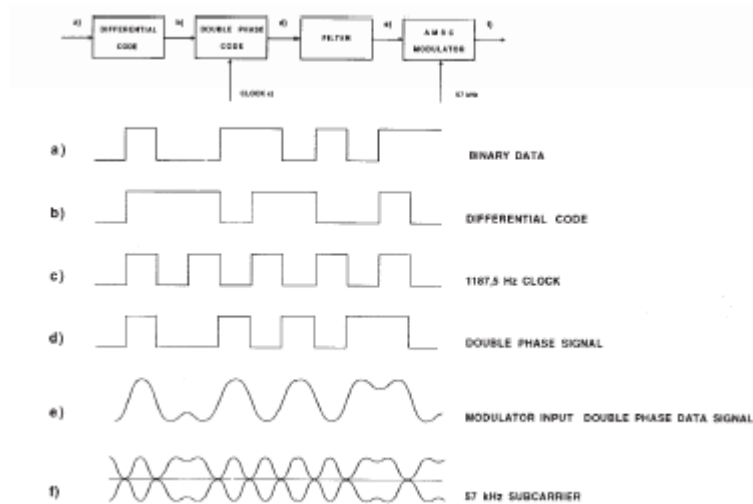 a)
b)
d)
e)
f)
DIFFERENTIAL
CODE
DOUBLE PHASE
CODE
FILTER
AMSC
MODULATOR
CLOCK c)
57 kHz
a)
BINARY DATA
b)
DIFFERENTIAL CODE
c)
1187,5 Hz CLOCK
d)
DOUBLE PHASE SIGNAL
e)
MODULATOR INPUT DOUBLE PHASE DATA SIGNAL
f)
57 kHz SUBCARRIER